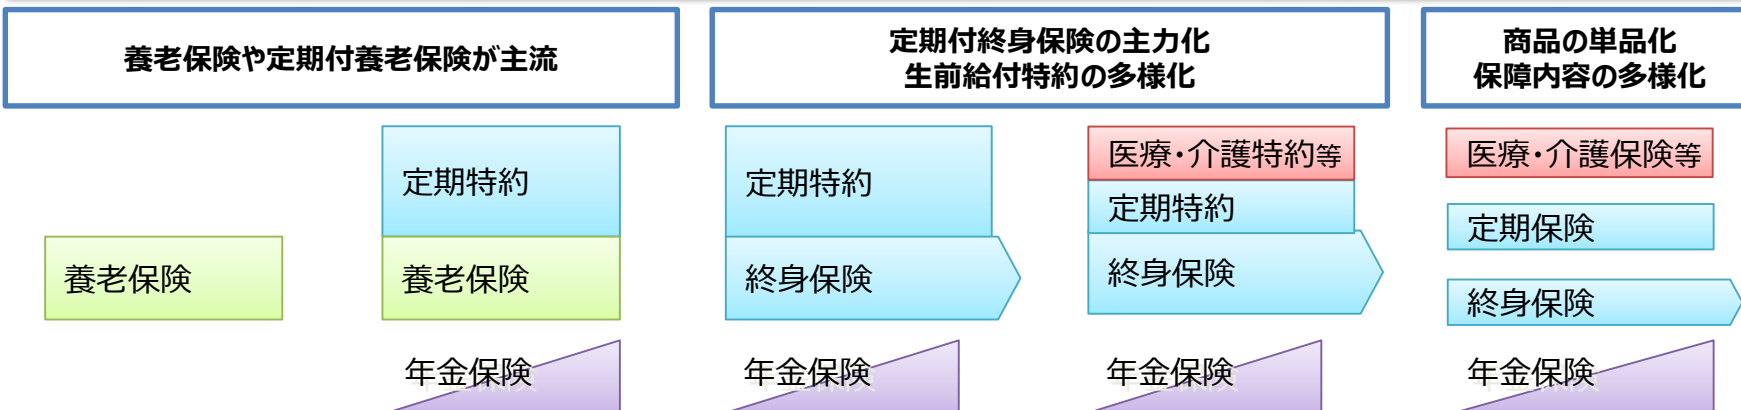 養老保険や定期付養老保険が主流
定期付終身保険の主力化
生前給付特約の多様化
商品の単品化
保障内容の多様化
養老保険
定期特約
養老保険
年金保険
定期特約
終身保険
年金保険
医療・介護特約等
定期特約
終身保険
年金保険
医療・介護保険等
定期保険
終身保険
年金保険